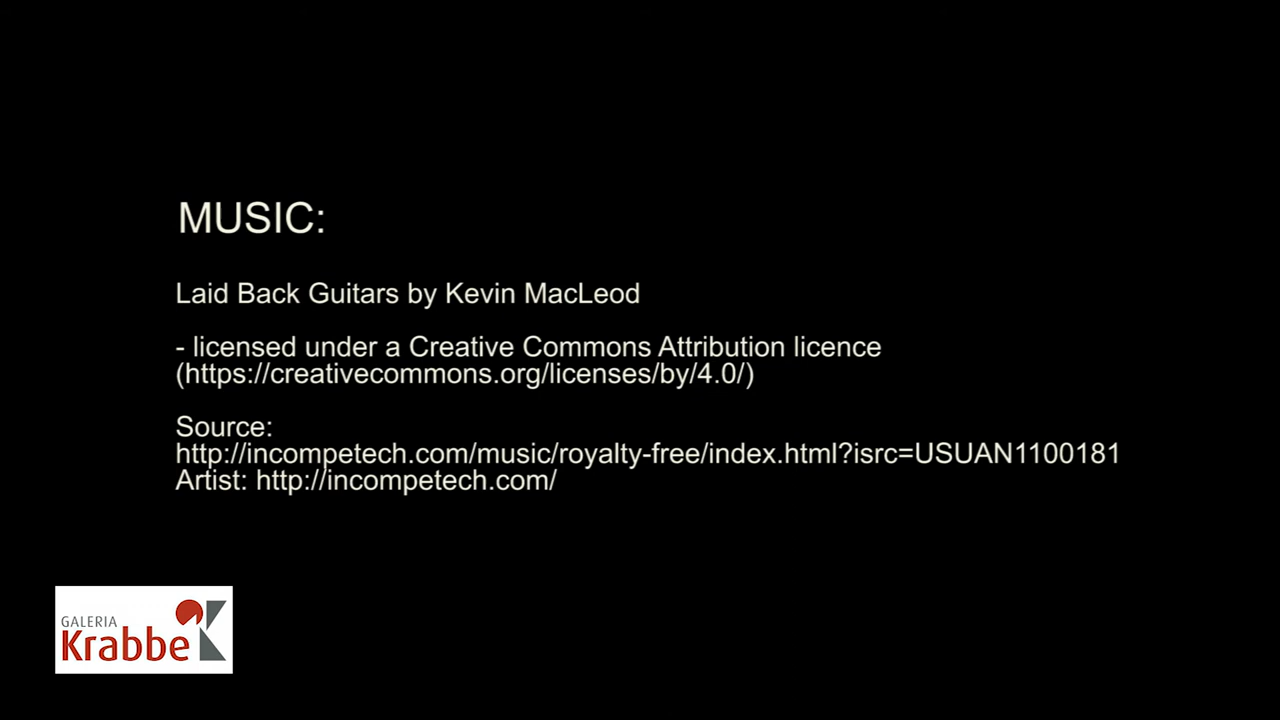 MUSIC:
Laid Back Guitars by Kevin MacLeod
- licensed under a Creative Commons Attribution licence
(https://creativecommons.org/licenses/by/4.0/)
Source:
http://incompetech.com/music/royalty-free/index.html?isrc=USUAN1100181
Artist: http://incompetech.com/
GALERIA
Krabbe